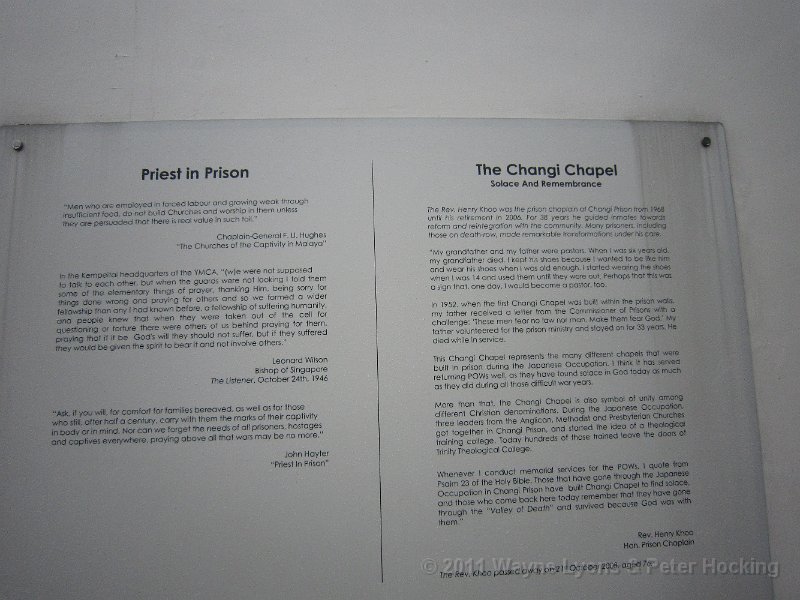 Priest in Prison
"Men who are employed in forced labour and growing weak through
insufficient food, do not build Churches and worship in them unless
they are persuaded that there is real value in such toil."
Chaplain-General F. U. Hughes
"The Churches of the Captivity in Malaya"
In the Kempeitai headquarters at the YMCA, "(w)e were not supposed
to talk to each other, but when the guards were not looking I told them
some of the elementary things of prayer, thanking Him, being sorry for
things done wrong and praying for others and so we formed a wider
fellowship than any I had known before, a fellowship of suffering humanity,
and people knew that when they were taken out of the cell for
questioning or torture there were others of us behind praying for them,
praying that if it be God's will they should not suffer, but if they suffered
they would be given the spirit to bear it and not involve others."
Leonard Wilson
Bishop of Singapore
The Listener, October 24th, 1946
"Ask, if you will, for comfort for families bereaved, as well as for those
who still, after half a century, carry with them the marks of their captivity
in body or in mind. Nor can we forget the needs of all prisoners, hostages
and captives everywhere, praying above all that wars may be no more."
John Hayter
"Priest in Prison"
The Changi Chapel
Solace And Remembrance
The Rev. Henry Khoo was the prison chaplain at Changi Prison from 1968
until his retirement in 2006. For 38 years he guided inmates towards
reform and reintegration with the community. Many prisoners, including
those on deathrow, made remarkable transformations under his care.
"My grandfather and my father were pastors. When I was six years old,
my grandfather died. I kept his shoes because I wanted to be like him
and wear his shoes when I was old enough. I started wearing the shoes
when I was 14 and used them until they wore out. Perhaps that this was
a sign that, one day, I would become a pastor, too.
In 1952, when the first Changi Chapel was built within the prison walls,
my father received a letter from the Commissioner of Prisons with a
challenge: 'These men fear no law nor man. Make them fear God.' My
father volunteered for the prison ministry and stayed on for 33 years. He
died while in service.
This Changi Chapel represents the many different chapels that were
built in prison during the Japanese Occupation. I think it has served
returning POWs well, as they have found solace in God today as much
as they did during all those difficult war years.
More than that, the Changi Chapel is also symbol of unity among
different Christian denominations. During the Japanese Occupation,
three leaders from the Anglican, Methodist and Presbyterian Churches
got together in Changi Prison, and started the idea of a theological
training college. Today hundreds of those trained leave the doors of
Trinity Theological College.
Whenever I conduct memorial services for the POWs, I quote from
Psalm 23 of the Holy Bible. Those that have gone through the Japanese
Occupation in Changi Prison have built Changi Chapel to find solace,
and those who come back here today remember that they have gone
through the "Valley of Death" and survived because God was with
them."
Rev. Henry Khoo
Hon. Prison Chaplain
The Rev. Khoo passed away on 21st October 2008, aged
© 2011 Wayne Lyons & Peter Hocking